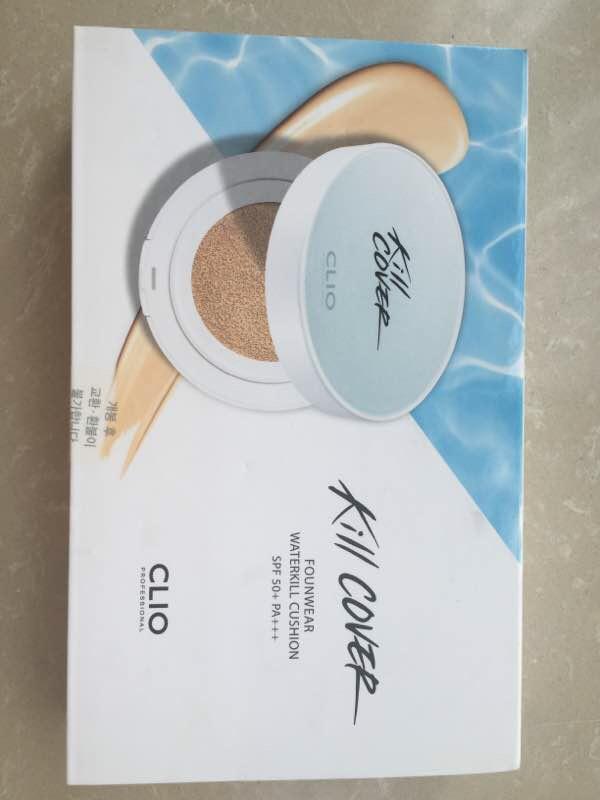 Kill
COVER
CLIO
Kill COVER
FOUNWEAR
WATERKILL CUSHION
SPF 50+ PA+++
CLIO
PROFESSIONAL
개봉 후
교환·환불이
불가합니다